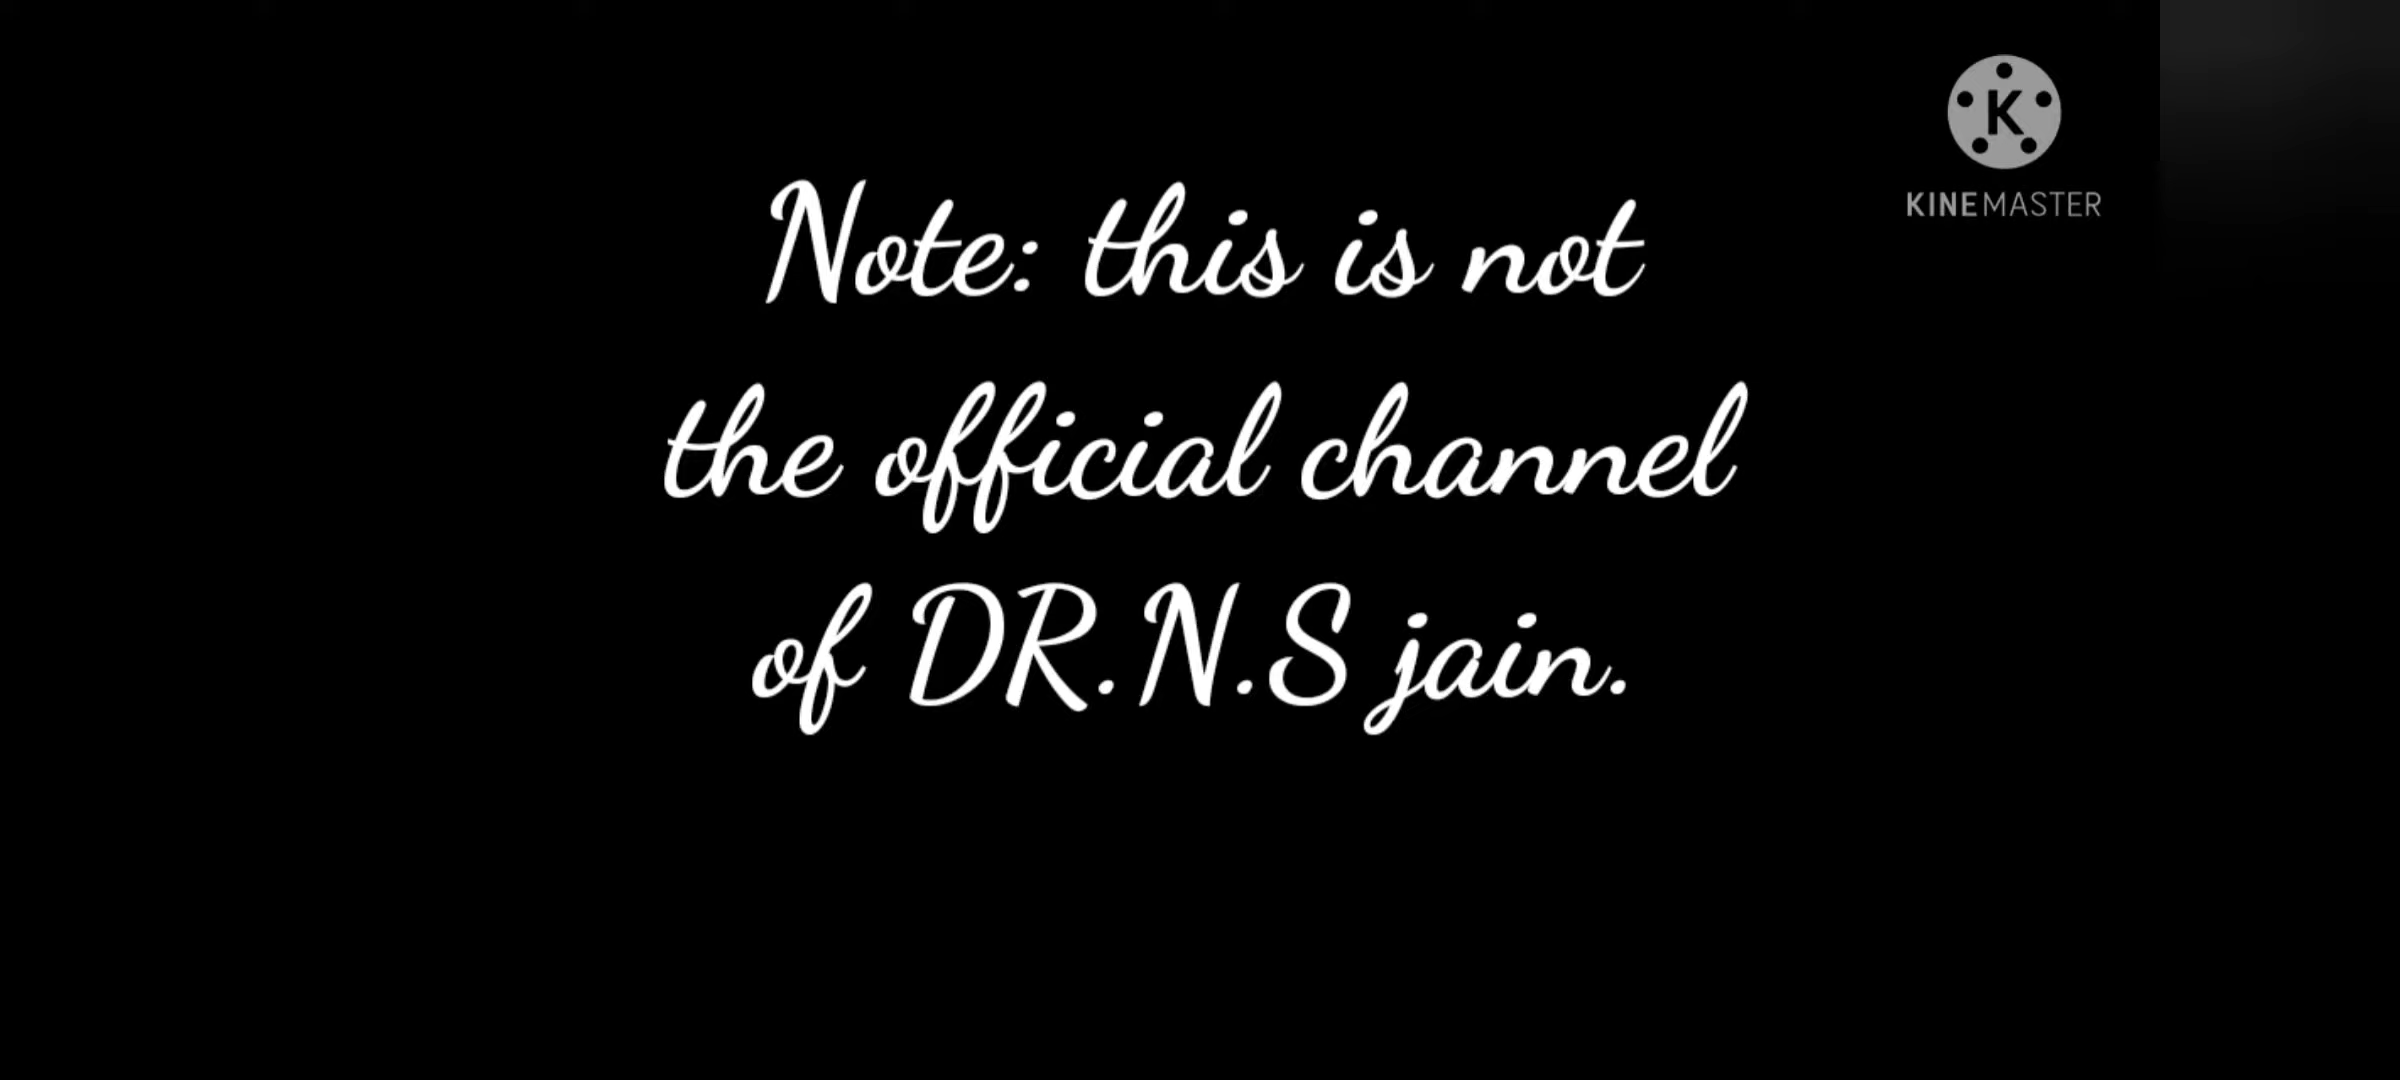 K
KINEMASTER
Note: this is not
the official channel
of DR.N.S jain.